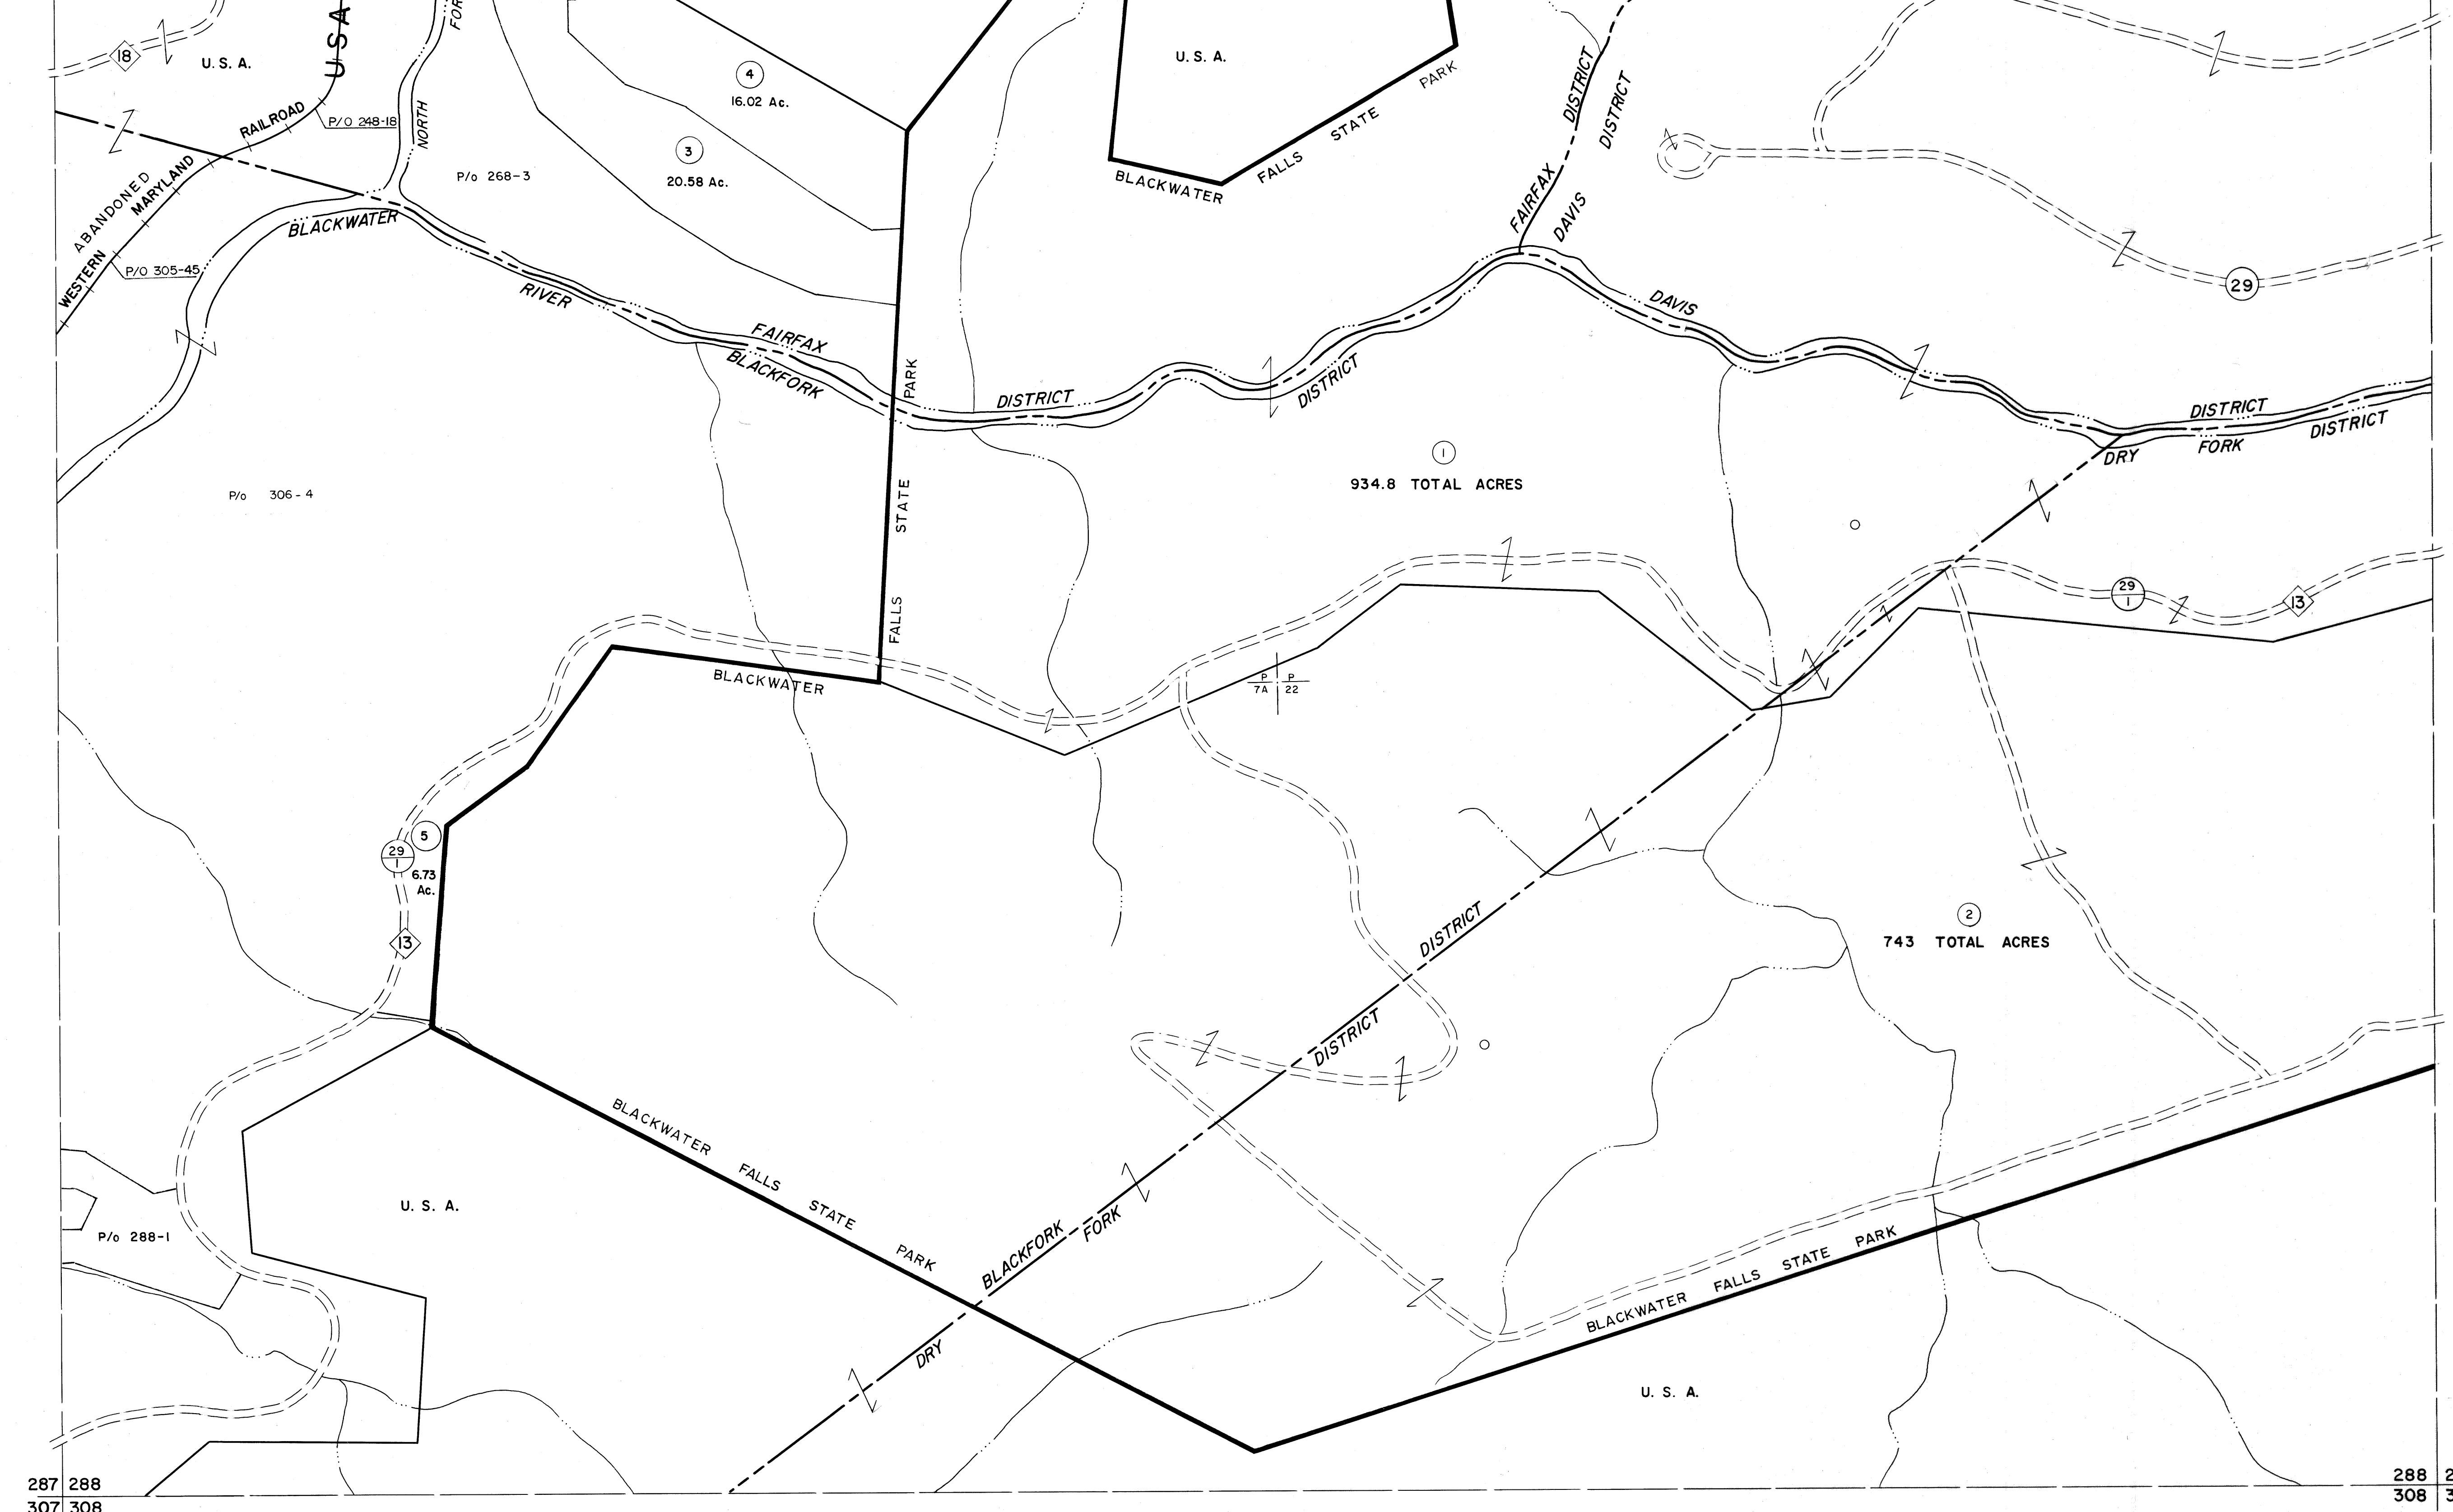 18
U. S. A.
USA
FOR
NORTH
P/O 248-18
RAILROAD
MARYLAND
ABANDONED
WESTERN
P/O 305-45
BLACKWATER
RIVER
P/o 268-3
4
16.02 Ac.
3
20.58 Ac.
U. S. A.
BLACKWATER FALLS STATE PARK
FAIRFAX DISTRICT
DAVIS DISTRICT
29
FAIRFAX DISTRICT
BLACKFORK DISTRICT
DAVIS DISTRICT
DRY FORK DISTRICT
P/o 306-4
PARK
STATE
FALLS
BLACKWATER
1
934.8 TOTAL ACRES
P P
7A 22
29
1
13
5
29
1
6.73
Ac.
13
2
743 TOTAL ACRES
BLACKFORK DISTRICT
DRY FORK DISTRICT
BLACKWATER FALLS STATE PARK
U. S. A.
P/o 288-1
BLACKWATER FALLS STATE PARK
U. S. A.
287 288
307 308
288
308